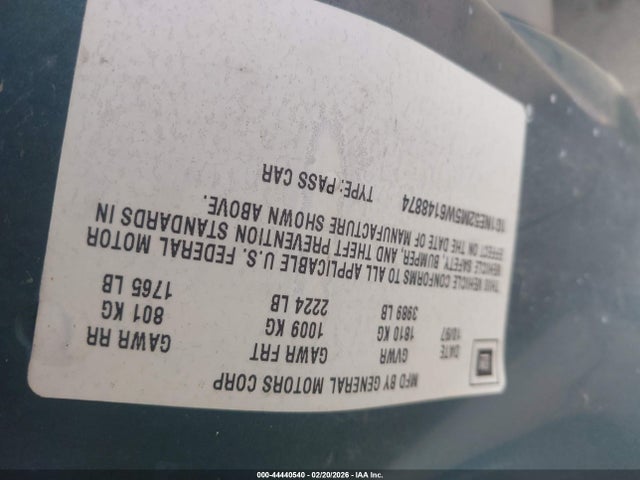 MFD BY GENERAL MOTORS CORP
DATE GVWR GAWR FRT GAWR RR
10/97 1810 KG 1009 KG 801 KG
3989 LB 2224 LB 1765 LB
THIS VEHICLE CONFORMS TO ALL APPLICABLE U.S. FEDERAL MOTOR
VEHICLE SAFETY, BUMPER, AND THEFT PREVENTION STANDARDS IN
EFFECT ON THE DATE OF MANUFACTURE SHOWN ABOVE.
1G1NE52M5W6148874 TYPE: PASS CAR
000-44440540 - 02/20/2026 - IAA Inc.